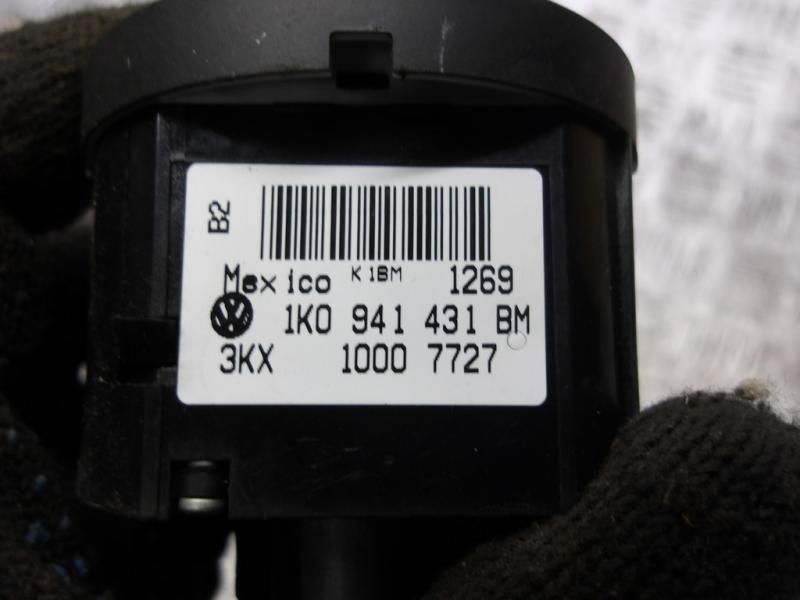 B2
Mexico K1BM 1269
1K0 941 431 BM
3KX 1000 7727